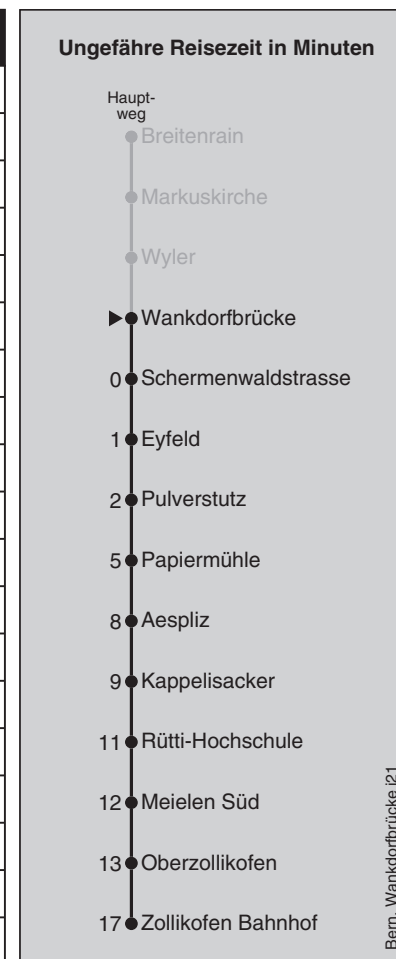 Ungefähre Reisezeit in Minuten
Haupt-
weg
Breitenrain
Markuskirche
Wyler
Wankdorfbrücke
0 Schermenwaldstrasse
1 Eyfeld
2 Pulverstutz
5 Papiermühle
8 Aespliz
9 Kappelisacker
11 Rütti-Hochschule
12 Meielen Süd
13 Oberzollikofen
17 Zollikofen Bahnhof
Bern, Wankdorfbrücke j21